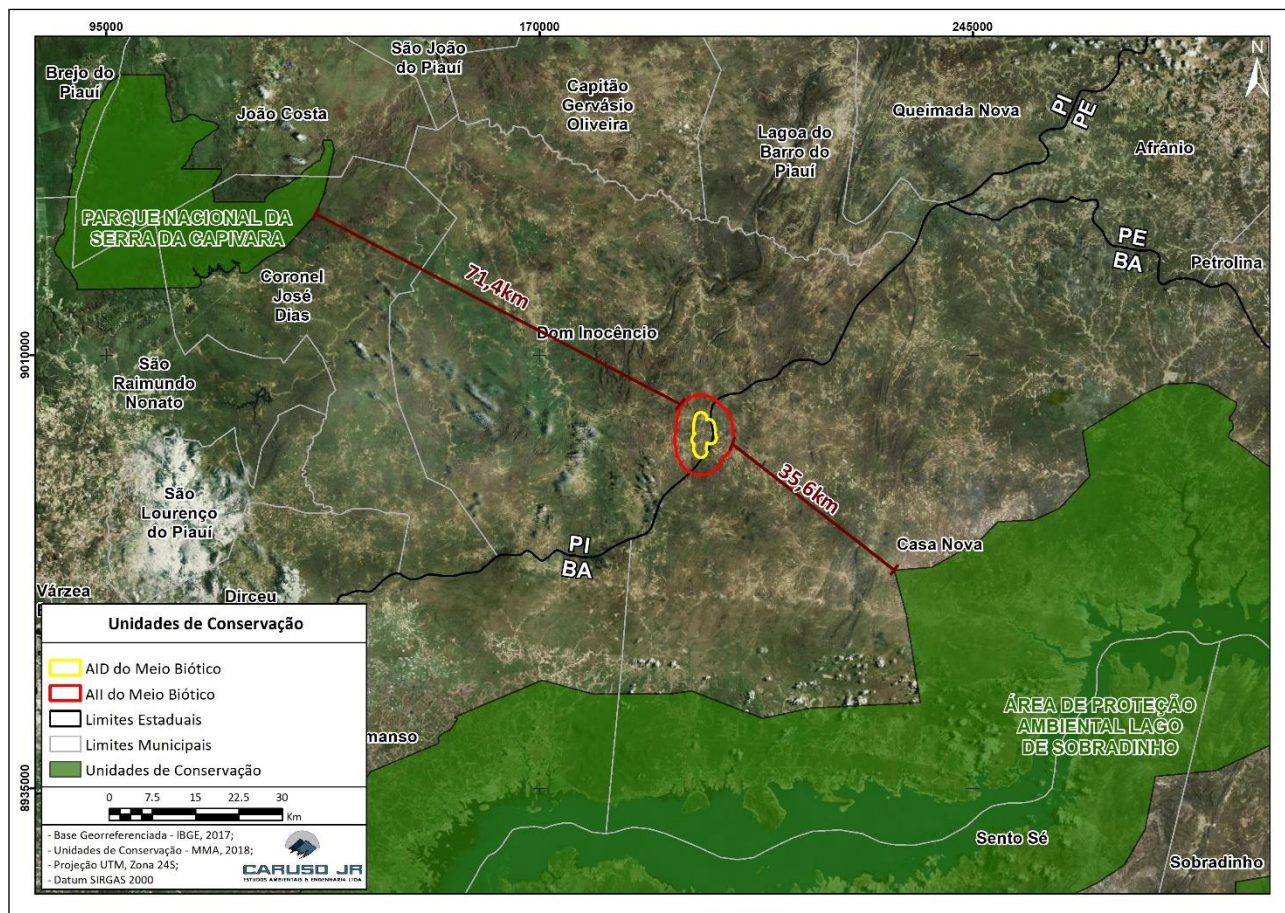 95000
170000
245000
N
São João
do Piauí
Brejo do
Piauí
João Costa
Capitão
Gervásio
Oliveira
Queimada Nova
PI
PE
Lagoa do
Barro do
Piauí
Afrânio
PARQUE NACIONAL DA
SERRA DA CAPIVARA
PE
BA
Petrolina
Coronel
José
Dias
71,4km
Dom Inocêncio
9010000
São
Raimundo
Nonato
35,6km
São
Lourenço
do Piauí
Casa Nova
PI
BA
Várzea
Dirceu
Unidades de Conservação
AID do Meio Biótico
AII do Meio Biótico
Limites Estaduais
Limites Municipais
Unidades de Conservação
0 7.5 15 22.5 30
Km
- Base Georreferenciada - IBGE, 2017;
- Unidades de Conservação - MMA, 2018;
- Projeção UTM, Zona 24S;
- Datum SIRGAS 2000
CARUSO JR
ESTUDOS AMBIENTAIS & ENGENHARIA LTDA
manso
ÁREA DE PROTEÇÃO
AMBIENTAL LAGO
DE SOBRADINHO
8935000
Sento Sé
Sobradinho